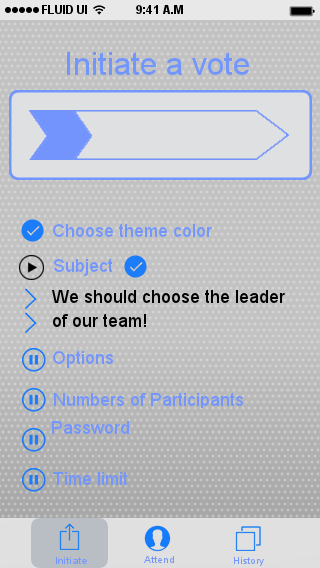 FLUID UI 9:41 A.M
Initiate a vote
Choose theme color
Subject
We should choose the leader
of our team!
Options
Numbers of Participants
Password
Time limit
Initiate Attend History